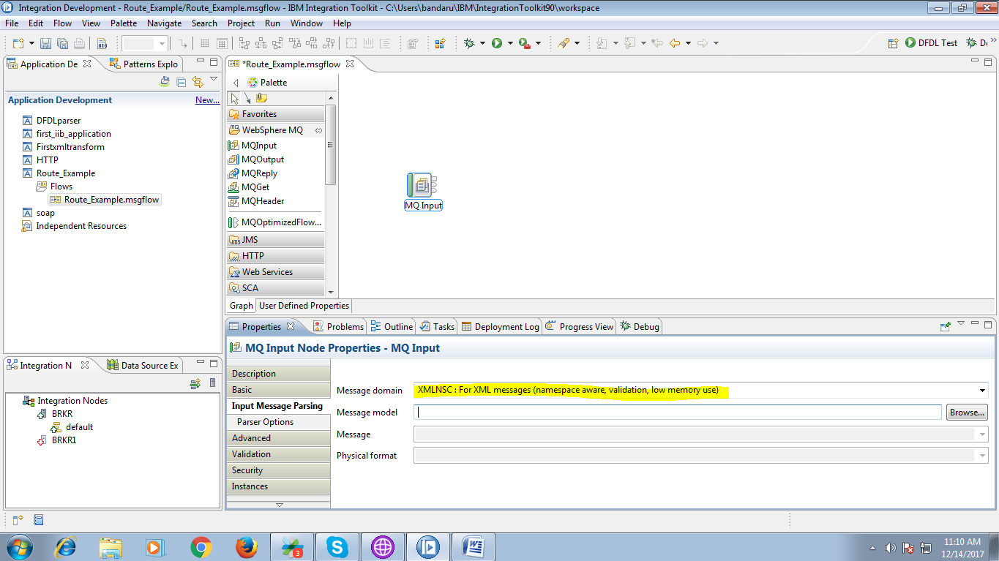 Integration Development - Route_Example/Route_Example.msgflow - IBM Integration Toolkit - C:\Users\bandaru\IBM\IntegrationToolkit90\workspace
File Edit Flow View Palette Navigate Search Project Run Window Help
DFDL Test
Application De
Patterns Explo
Application Development
New...
DFDLparser
first_iib_application
Firstxmltransform
HTTP
Route_Example
Flows
Route_Example.msgflow
soap
Independent Resources
Integration N
Data Source Ex
Integration Nodes
BRKR
default
BRKR1
*Route_Example.msgflow
Palette
Favorites
WebSphere MQ
MQInput
MQOutput
MQReply
MQGet
MQHeader
MQOptimizedFlow...
JMS
HTTP
Web Services
SCA
MQ Input
Graph User Defined Properties
Properties Problems Outline Tasks Deployment Log Progress View Debug
MQ Input Node Properties - MQ Input
Description
Basic
Input Message Parsing
Parser Options
Advanced
Validation
Security
Instances
Message domain XMLNSC : For XML messages (namespace aware, validation, low memory use)
Message model Browse...
Message
Physical format
3
11:10 AM
12/14/2017